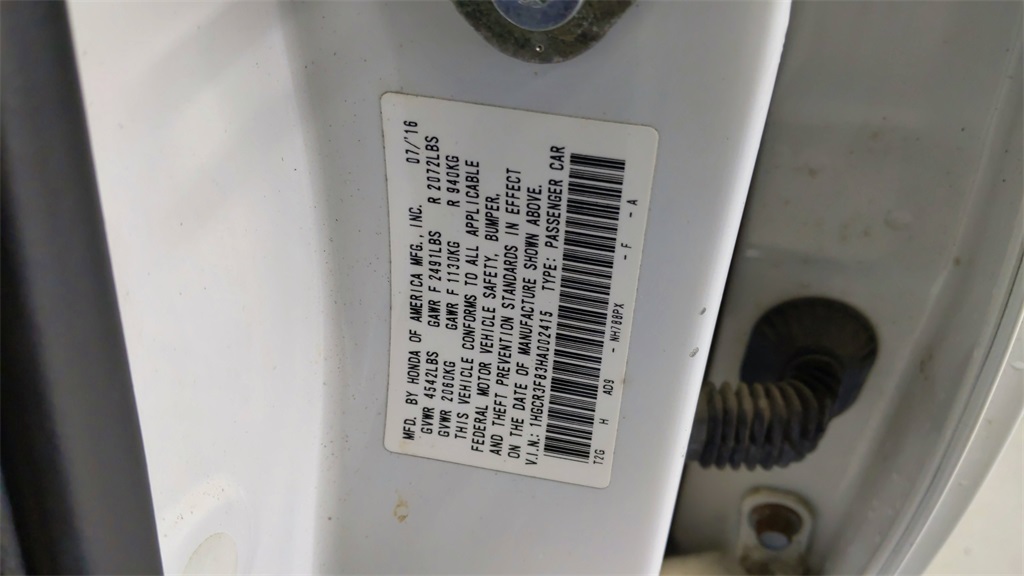 MFD. BY HONDA OF AMERICA MFG., INC. 07/'16
GVWR 4542LBS GAWR F 2491LBS R 2072LBS
GVWR 2060KG GAWR F 1130KG R 940KG
THIS VEHICLE CONFORMS TO ALL APPLICABLE
FEDERAL MOTOR VEHICLE SAFETY, BUMPER,
AND THEFT PREVENTION STANDARDS IN EFFECT
ON THE DATE OF MANUFACTURE SHOWN ABOVE.
V.I.N.: 1HGCR3F83HA002415 TYPE: PASSENGER CAR
T2G H AD9 - NH788PX - F - A